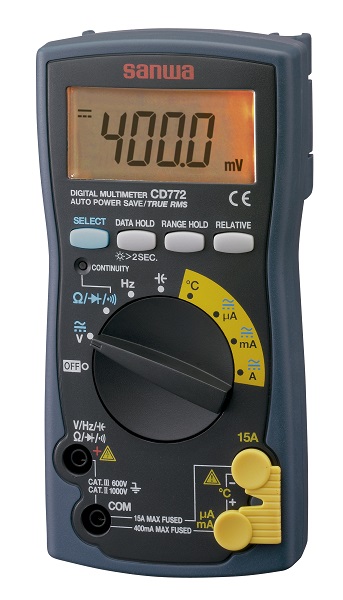 sanwa
400.0 mV
DIGITAL MULTIMETER CD772
AUTO POWER SAVE/TRUE RMS
CE
SELECT DATA HOLD RANGE HOLD RELATIVE
>2SEC.
CONTINUITY
Ω/
Hz
°C
μA
mA
A
V
OFF
V/Hz/
Ω/
15A
+
CAT. III 600V
CAT. II 1000V
COM
15A MAX FUSED
400mA MAX FUSED
- °C +
μA
mA